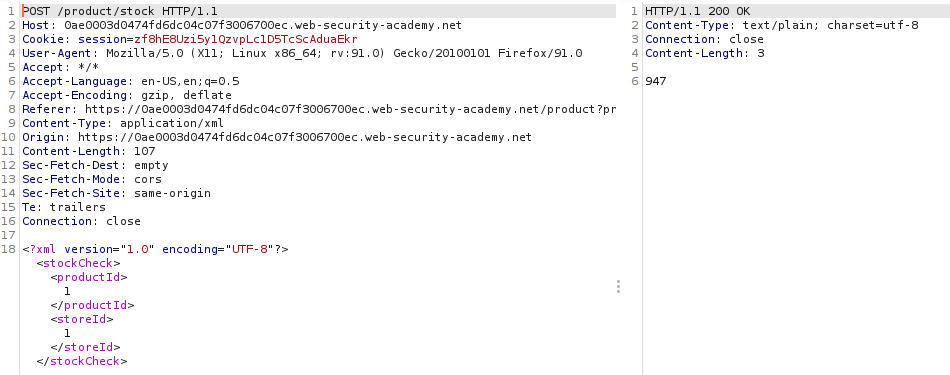 1 POST /product/stock HTTP/1.1
2 Host: 0ae0003d0474fd6dc04c07f3006700ec.web-security-academy.net
3 Cookie: session=zf8hE8Uzi5y1QzvpLc1D5TcScAduaEkr
4 User-Agent: Mozilla/5.0 (X11; Linux x86_64; rv:91.0) Gecko/20100101 Firefox/91.0
5 Accept: */*
6 Accept-Language: en-US,en;q=0.5
7 Accept-Encoding: gzip, deflate
8 Referer: https://0ae0003d0474fd6dc04c07f3006700ec.web-security-academy.net/product?pr
9 Content-Type: application/xml
10 Origin: https://0ae0003d0474fd6dc04c07f3006700ec.web-security-academy.net
11 Content-Length: 107
12 Sec-Fetch-Dest: empty
13 Sec-Fetch-Mode: cors
14 Sec-Fetch-Site: same-origin
15 Te: trailers
16 Connection: close
17
18 <?xml version="1.0" encoding="UTF-8"?>
<stockCheck>
<productId>
1
</productId>
<storeId>
1
</storeId>
</stockCheck>
1 HTTP/1.1 200 OK
2 Content-Type: text/plain; charset=utf-8
3 Connection: close
4 Content-Length: 3
5
6 947